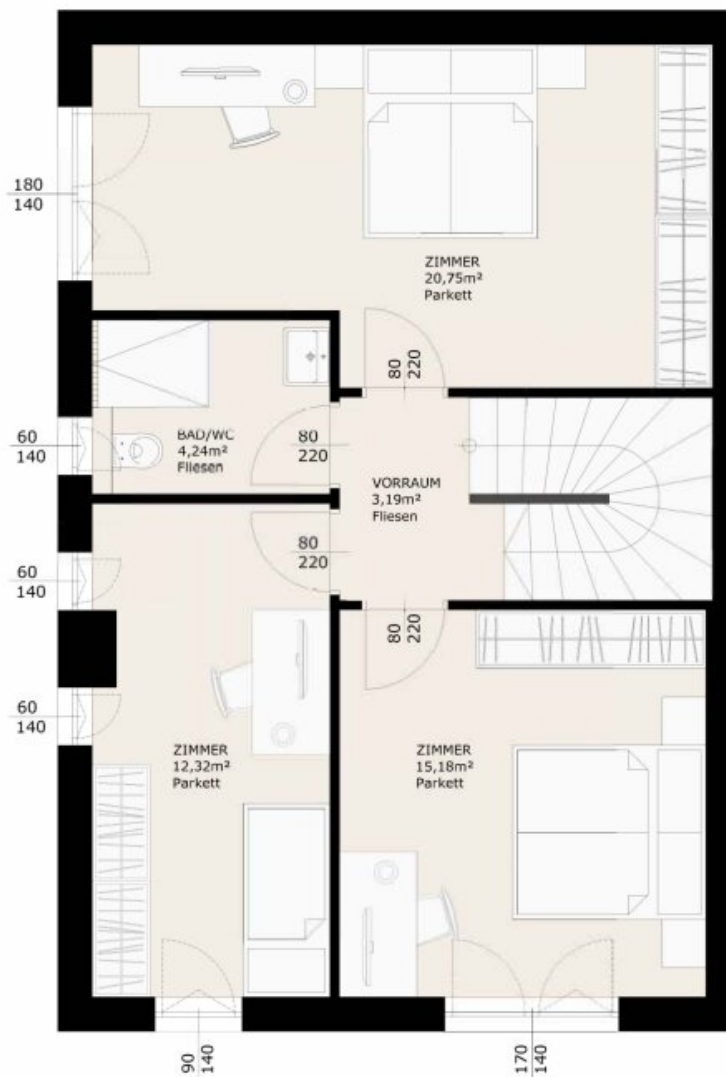 180
140
ZIMMER
20,75m²
Parkett
80
220
60
140
BAD/WC
4,24m²
Fliesen
80
220
VORRAUM
3,19m²
Fliesen
60
140
80
220
80
220
60
140
ZIMMER
12,32m²
Parkett
ZIMMER
15,18m²
Parkett
90
140
170
140